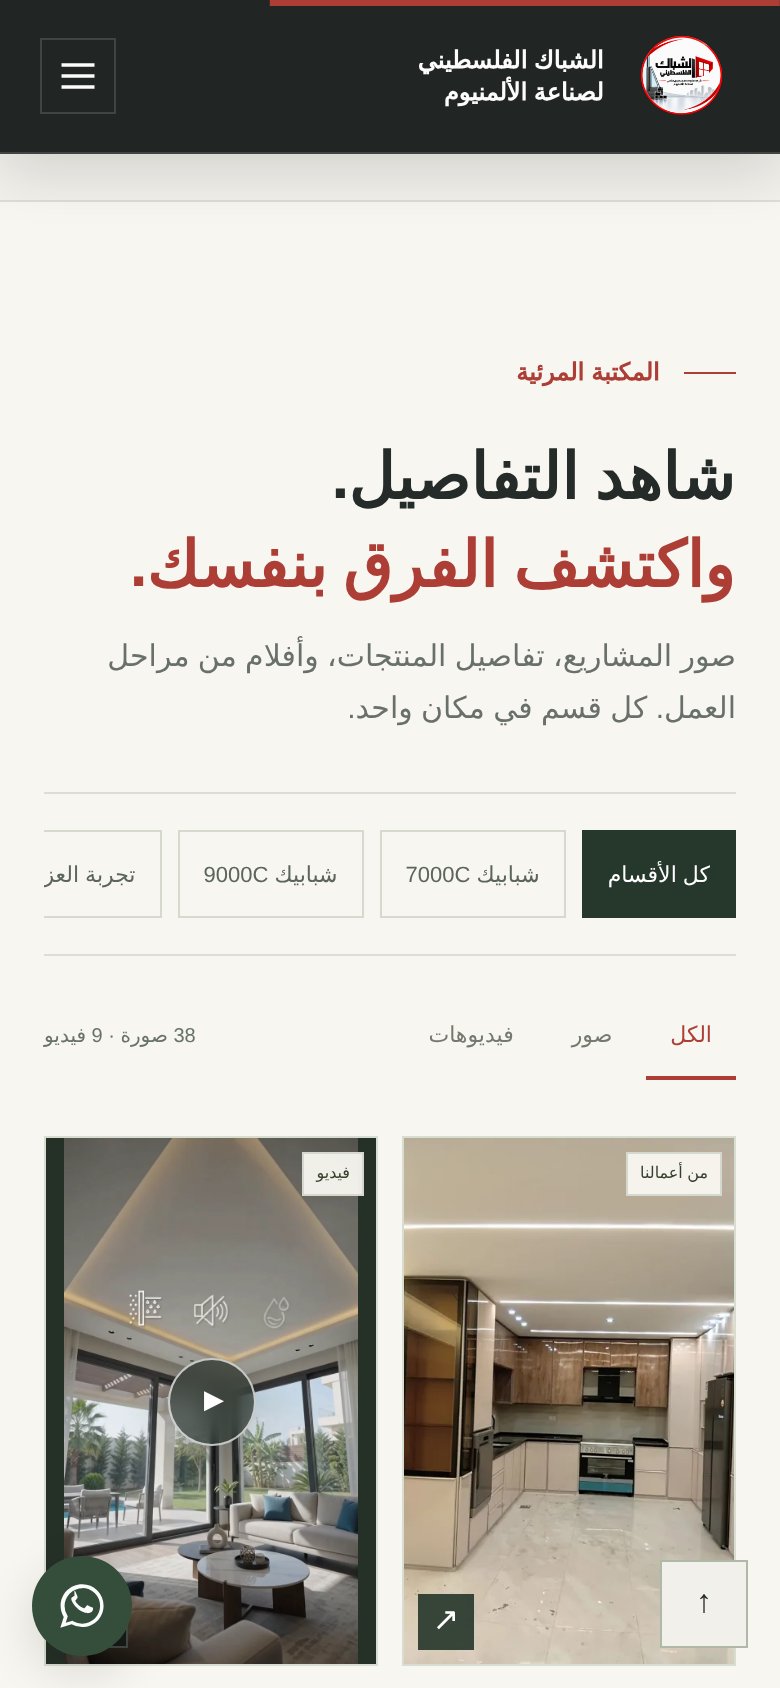 الشباك الفلسطيني
لصناعة الألمنيوم
الشباك
الفلسطيني
المكتبة المرئية
شاهد التفاصيل.
واكتشف الفرق بنفسك.
صور المشاريع، تفاصيل المنتجات، وأفلام من مراحل
العمل. كل قسم في مكان واحد.
كل الأقسام
شبابيك 7000C
شبابيك 9000C
تجربة العز
الكل
صور
فيديوهات
38 صورة · 9 فيديو
من أعمالنا
فيديو